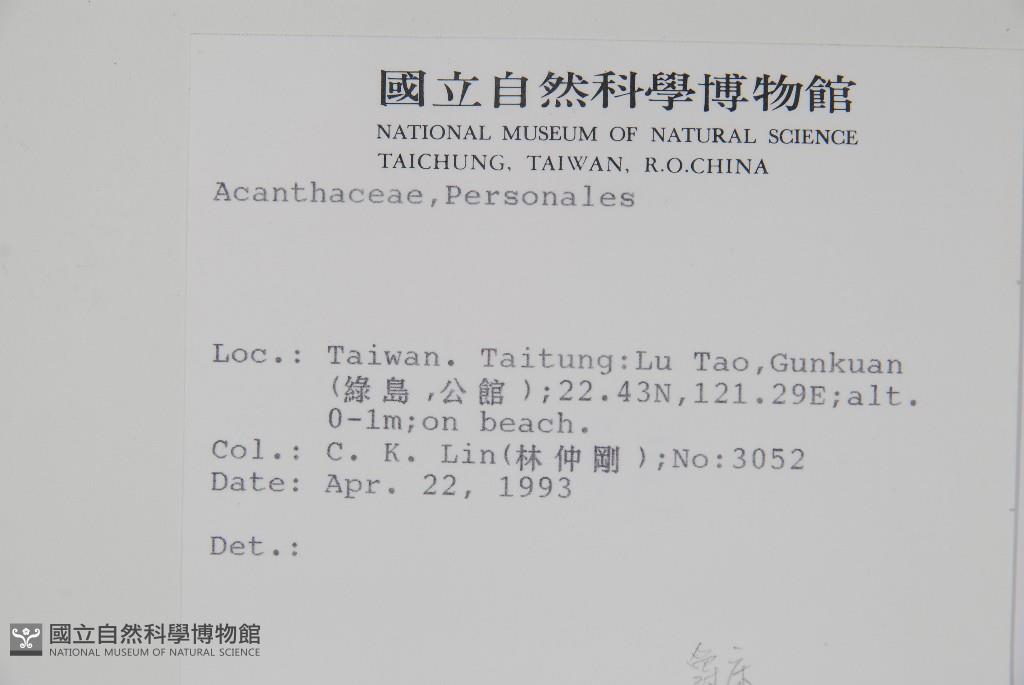 國立自然科學博物館
NATIONAL MUSEUM OF NATURAL SCIENCE
TAICHUNG, TAIWAN, R.O.CHINA
Acanthaceae,Personales
Loc.: Taiwan. Taitung:Lu Tao,Gunkuan
(綠島,公館);22.43N,121.29E;alt.
0-1m;on beach.
Col.: C. K. Lin(林仲剛);No:3052
Date: Apr. 22, 1993
Det.:
爵床
國立自然科學博物館
NATIONAL MUSEUM OF NATURAL SCIENCE